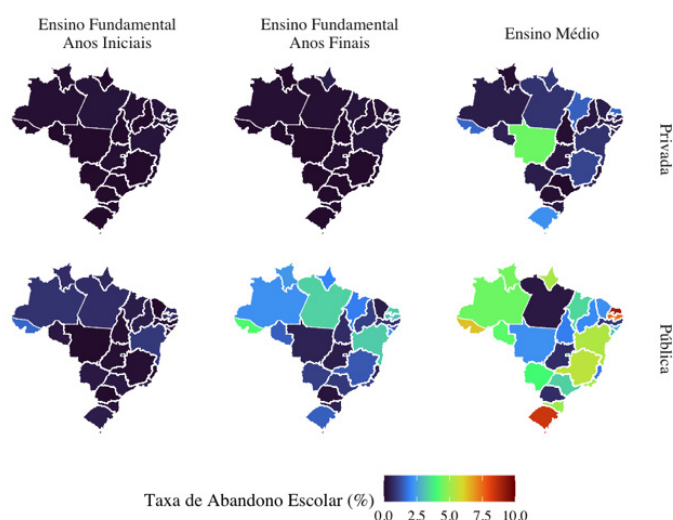 Ensino Fundamental
Anos Iniciais
Ensino Fundamental
Anos Finais
Ensino Médio
Privada
Pública
Taxa de Abandono Escolar (%)
0.0 2.5 5.0 7.5 10.0